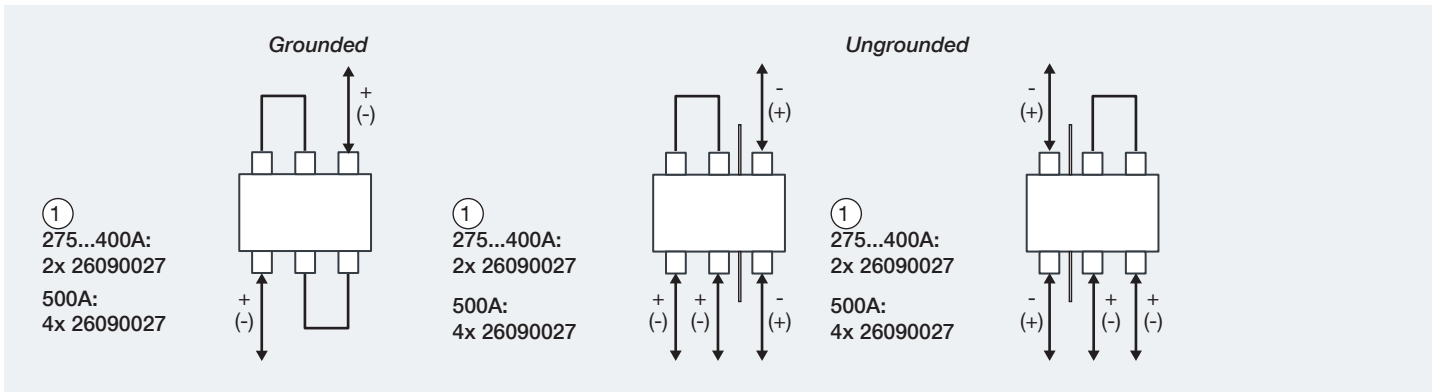 Grounded
Ungrounded
+
(-)
1
275...400A:
2x 26090027
500A:
4x 26090027
+
(-)
-
(+)
1
275...400A:
2x 26090027
500A:
4x 26090027
+
(-)
+
(-)
-
(+)
-
(+)
1
275...400A:
2x 26090027
500A:
4x 26090027
-
(+)
+
(-)
+
(-)